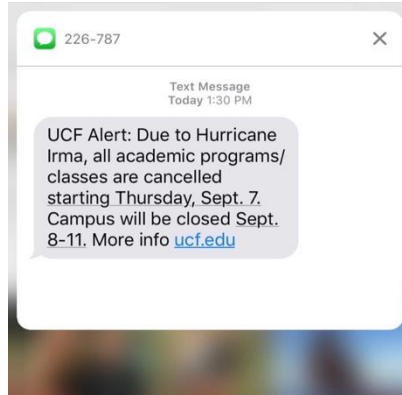 226-787
Text Message
Today 1:30 PM
UCF Alert: Due to Hurricane
Irma, all academic programs/
classes are cancelled
starting Thursday, Sept. 7.
Campus will be closed Sept.
8-11. More info ucf.edu